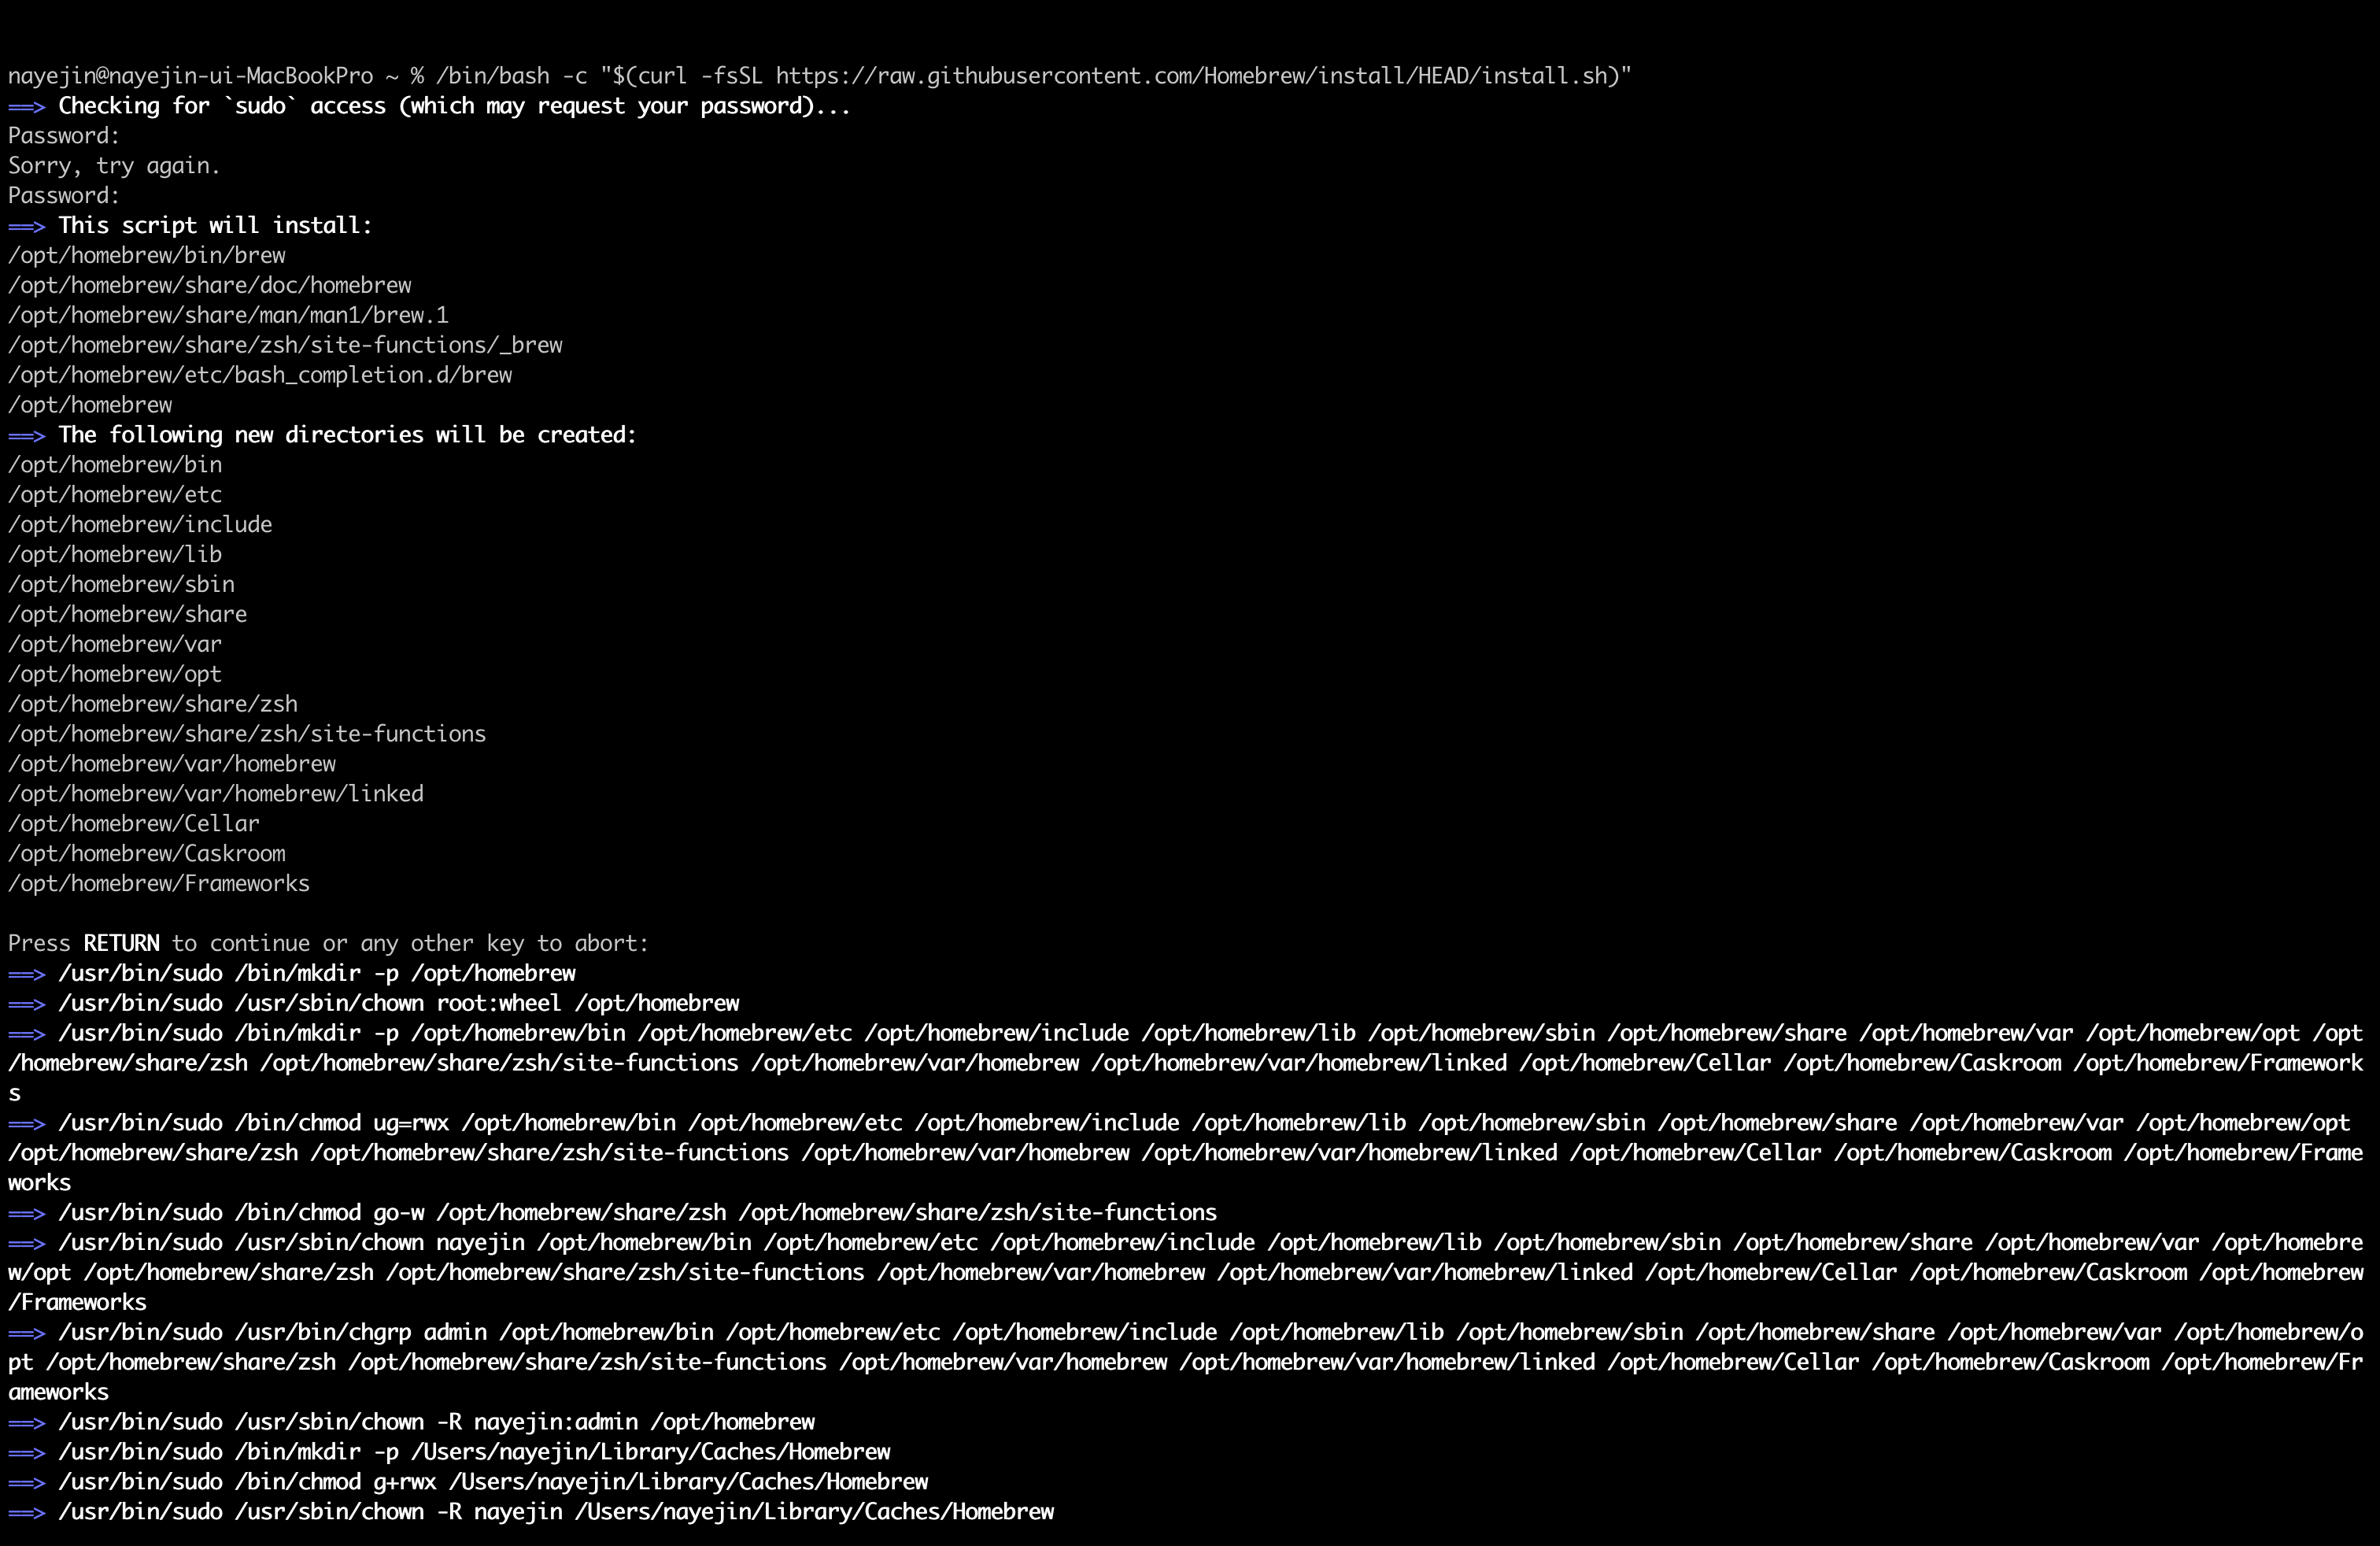 nayejin@nayejin-ui-MacBookPro ~ % /bin/bash -c "$(curl -fsSL https://raw.githubusercontent.com/Homebrew/install/HEAD/install.sh)"
==> Checking for `sudo` access (which may request your password)...
Password:
Sorry, try again.
Password:
==> This script will install:
/opt/homebrew/bin/brew
/opt/homebrew/share/doc/homebrew
/opt/homebrew/share/man/man1/brew.1
/opt/homebrew/share/zsh/site-functions/_brew
/opt/homebrew/etc/bash_completion.d/brew
/opt/homebrew
==> The following new directories will be created:
/opt/homebrew/bin
/opt/homebrew/etc
/opt/homebrew/include
/opt/homebrew/lib
/opt/homebrew/sbin
/opt/homebrew/share
/opt/homebrew/var
/opt/homebrew/opt
/opt/homebrew/share/zsh
/opt/homebrew/share/zsh/site-functions
/opt/homebrew/var/homebrew
/opt/homebrew/var/homebrew/linked
/opt/homebrew/Cellar
/opt/homebrew/Caskroom
/opt/homebrew/Frameworks
Press RETURN to continue or any other key to abort:
==> /usr/bin/sudo /bin/mkdir -p /opt/homebrew
==> /usr/bin/sudo /usr/sbin/chown root:wheel /opt/homebrew
==> /usr/bin/sudo /bin/mkdir -p /opt/homebrew/bin /opt/homebrew/etc /opt/homebrew/include /opt/homebrew/lib /opt/homebrew/sbin /opt/homebrew/share /opt/homebrew/var /opt/homebrew/opt /opt
/homebrew/share/zsh /opt/homebrew/share/zsh/site-functions /opt/homebrew/var/homebrew /opt/homebrew/var/homebrew/linked /opt/homebrew/Cellar /opt/homebrew/Caskroom /opt/homebrew/Framework
s
==> /usr/bin/sudo /bin/chmod ug=rwx /opt/homebrew/bin /opt/homebrew/etc /opt/homebrew/include /opt/homebrew/lib /opt/homebrew/sbin /opt/homebrew/share /opt/homebrew/var /opt/homebrew/opt
/opt/homebrew/share/zsh /opt/homebrew/share/zsh/site-functions /opt/homebrew/var/homebrew /opt/homebrew/var/homebrew/linked /opt/homebrew/Cellar /opt/homebrew/Caskroom /opt/homebrew/Frame
works
==> /usr/bin/sudo /bin/chmod go-w /opt/homebrew/share/zsh /opt/homebrew/share/zsh/site-functions
==> /usr/bin/sudo /usr/sbin/chown nayejin /opt/homebrew/bin /opt/homebrew/etc /opt/homebrew/include /opt/homebrew/lib /opt/homebrew/sbin /opt/homebrew/share /opt/homebrew/var /opt/homebre
w/opt /opt/homebrew/share/zsh /opt/homebrew/share/zsh/site-functions /opt/homebrew/var/homebrew /opt/homebrew/var/homebrew/linked /opt/homebrew/Cellar /opt/homebrew/Caskroom /opt/homebrew
/Frameworks
==> /usr/bin/sudo /usr/bin/chgrp admin /opt/homebrew/bin /opt/homebrew/etc /opt/homebrew/include /opt/homebrew/lib /opt/homebrew/sbin /opt/homebrew/share /opt/homebrew/var /opt/homebrew/o
pt /opt/homebrew/share/zsh /opt/homebrew/share/zsh/site-functions /opt/homebrew/var/homebrew /opt/homebrew/var/homebrew/linked /opt/homebrew/Cellar /opt/homebrew/Caskroom /opt/homebrew/Fr
ameworks
==> /usr/bin/sudo /usr/sbin/chown -R nayejin:admin /opt/homebrew
==> /usr/bin/sudo /bin/mkdir -p /Users/nayejin/Library/Caches/Homebrew
==> /usr/bin/sudo /bin/chmod g+rwx /Users/nayejin/Library/Caches/Homebrew
==> /usr/bin/sudo /usr/sbin/chown -R nayejin /Users/nayejin/Library/Caches/Homebrew